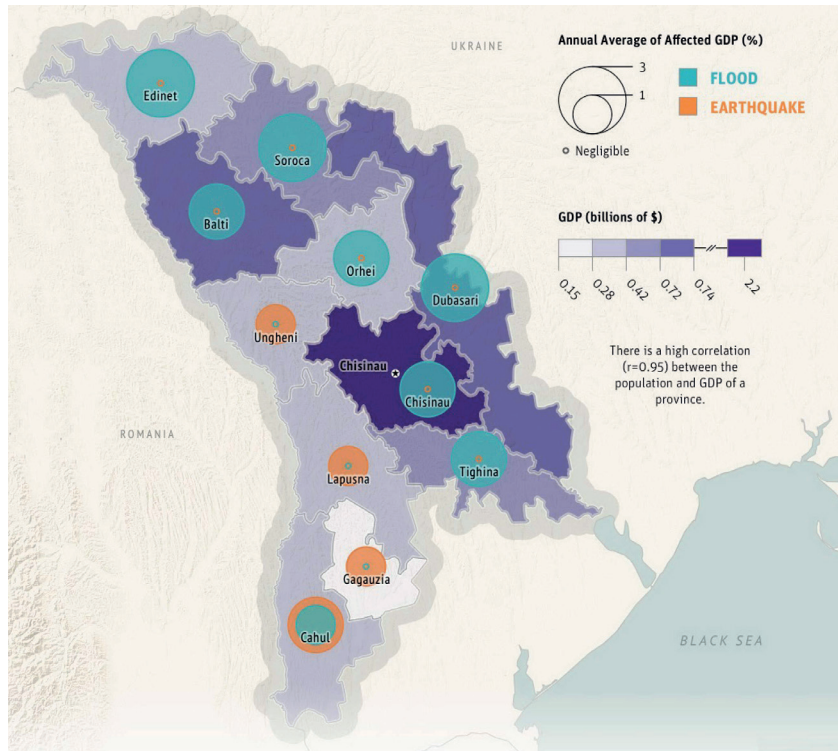 UKRAINE
Annual Average of Affected GDP (%)
3
1
FLOOD
EARTHQUAKE
Negligible
GDP (billions of $)
0.15
0.28
0.42
0.72
0.74
2.2
There is a high correlation
(r=0.95) between the
population and GDP of a
province.
Edinet
Soroca
Balti
Orhei
Dubasari
Ungheni
Chisinau
Chisinau
ROMANIA
Tighina
Lapusna
Gagauzia
Cahul
BLACK SEA